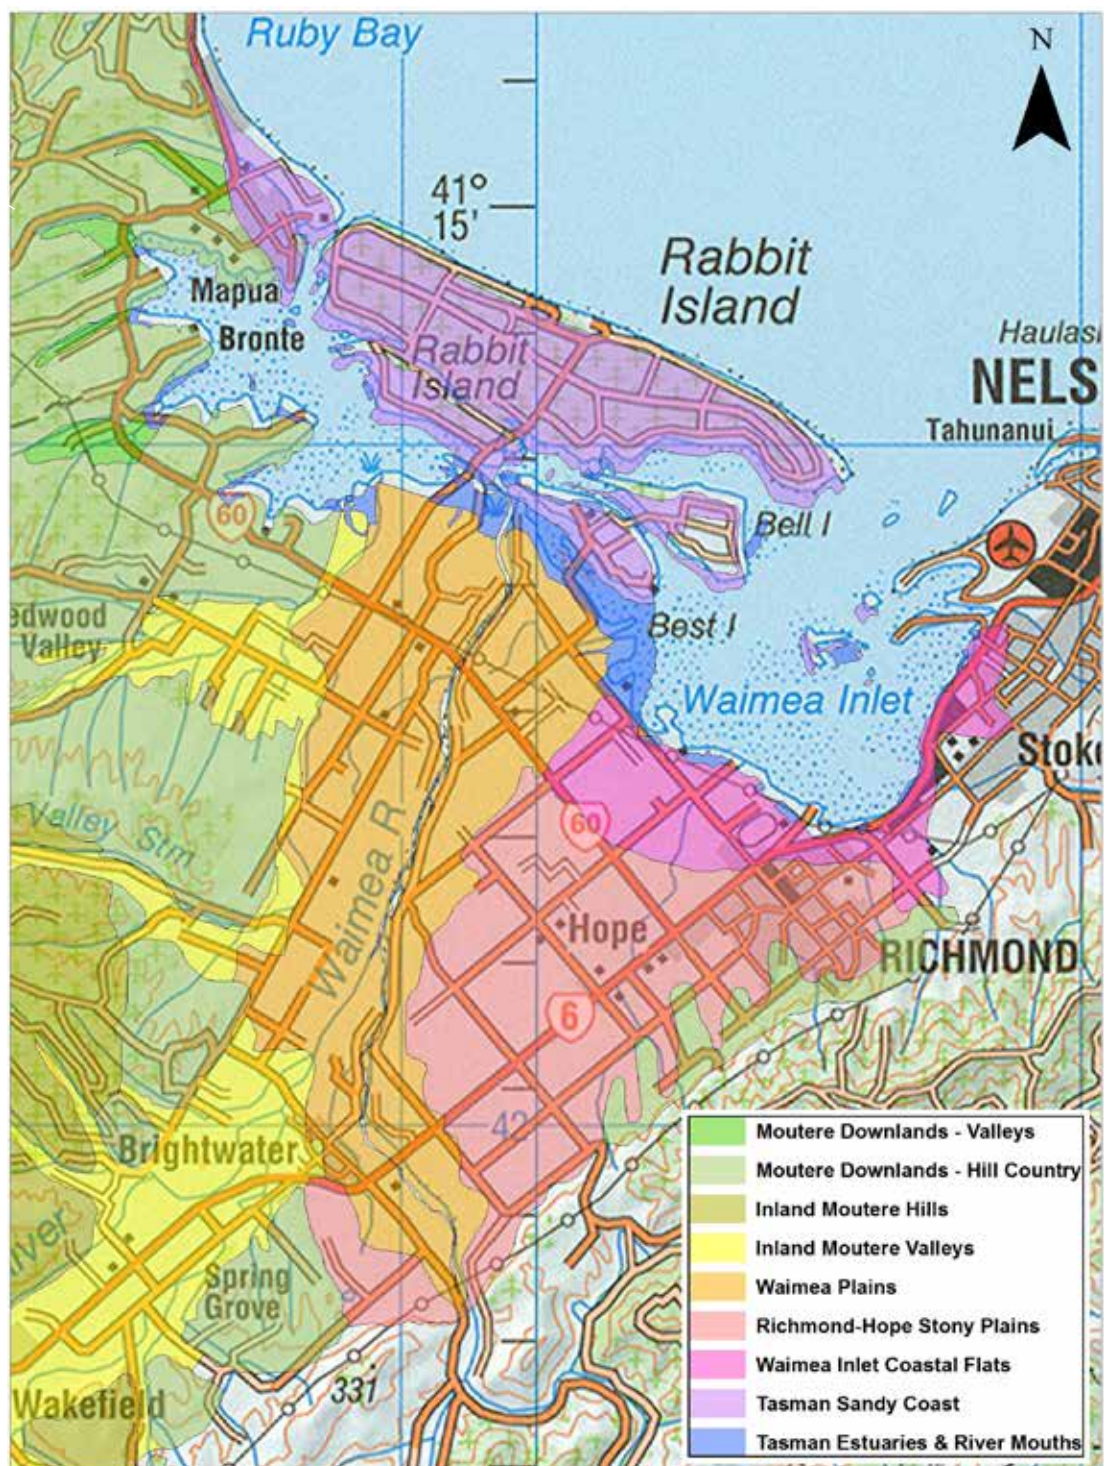 Ruby Bay
N
41°
15'
Rabbit
Island
Mapua
Bronte
Rabbit
Island
Haulas
NELS
Tahunanui
60
Bell I
edwood
Valley
Best I
Waimea Inlet
Stok
Valley Stm
60
Waimea R
Hope
RICHMOND
6
42
Brightwater
iver
Spring
Grove
331
Wakefield
Moutere Downlands - Valleys
Moutere Downlands - Hill Country
Inland Moutere Hills
Inland Moutere Valleys
Waimea Plains
Richmond-Hope Stony Plains
Waimea Inlet Coastal Flats
Tasman Sandy Coast
Tasman Estuaries & River Mouths